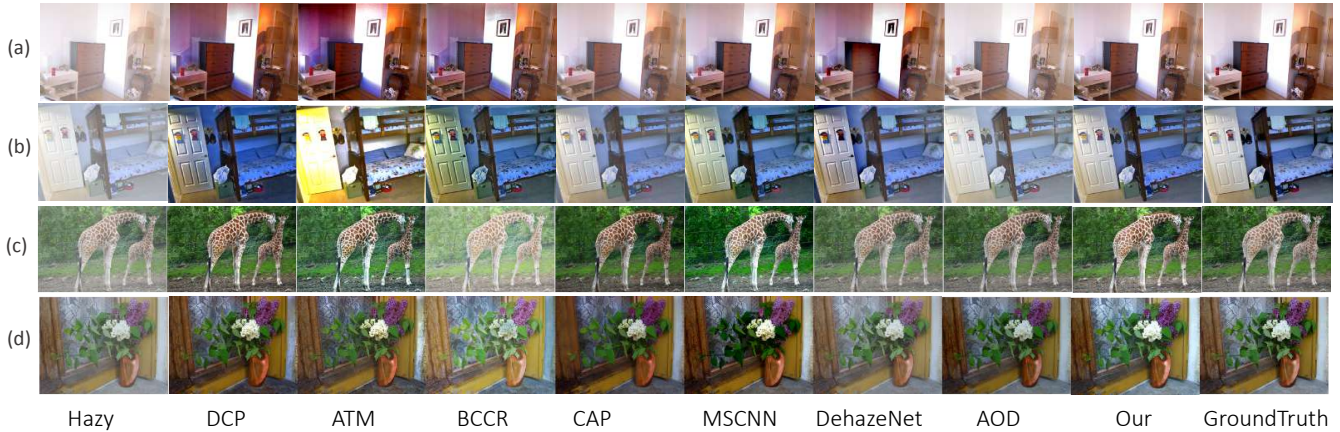 (a)
(b)
(c)
(d)
Hazy DCP ATM BCCR CAP MSCNN DehazeNet AOD Our GroundTruth